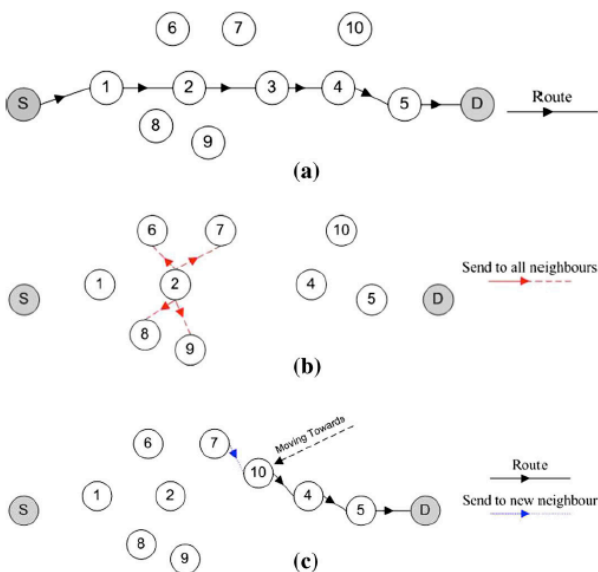 6 7 10
S 1 2 3 4 5 D Route
8 9
(a)
6 7 10
S 1 2 4 5 D Send to all neighbours
8 9
(b)
6 7 Moving Towards
10 Route
S 1 2 4 5 D Send to new neighbour
8 9
(c)